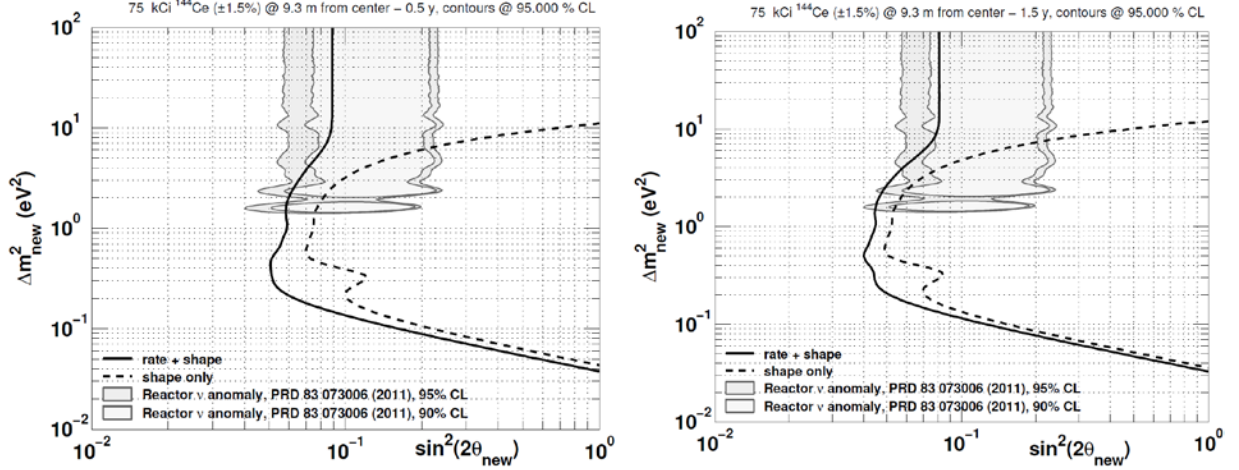 75 kCi ¹⁴⁴Ce (±1.5%) @ 9.3 m from center – 0.5 y, contours @ 95.000 % CL
10²
10¹
10⁰
10⁻¹
10⁻²
Δm²new (eV²)
rate + shape
shape only
Reactor ν anomaly, PRD 83 073006 (2011), 95% CL
Reactor ν anomaly, PRD 83 073006 (2011), 90% CL
10⁻²
10⁻¹
sin²(2θnew)
10⁰
75 kCi ¹⁴⁴Ce (±1.5%) @ 9.3 m from center – 1.5 y, contours @ 95.000 % CL
10²
10¹
10⁰
10⁻¹
10⁻²
Δm²new (eV²)
rate + shape
shape only
Reactor ν anomaly, PRD 83 073006 (2011), 95% CL
Reactor ν anomaly, PRD 83 073006 (2011), 90% CL
10⁻²
10⁻¹
sin²(2θnew)
10⁰